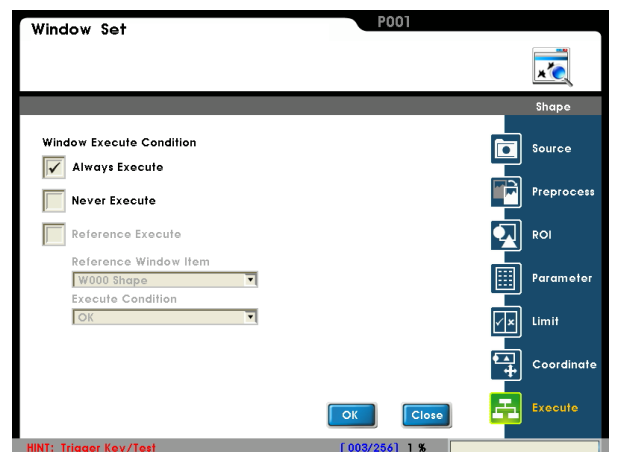 Window Set
P001
Shape
Window Execute Condition
Always Execute
Never Execute
Reference Execute
Reference Window Item
W000 Shape
Execute Condition
OK
Source
Preprocess
ROI
Parameter
Limit
Coordinate
Execute
OK
Close
HINT: Trigger Key/Test
[003/256] 1 %